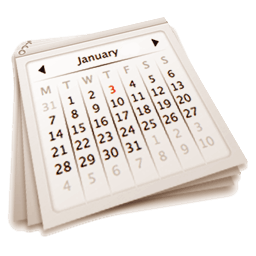 January
M T W T F S S
31 1 2 3 4 5 6
7 8 9 10 11 12 13
14 15 16 17 18 19 20
21 22 23 24 25 26 27
28 29 30 31 1 2 3
4 5 6 7 8 9 10